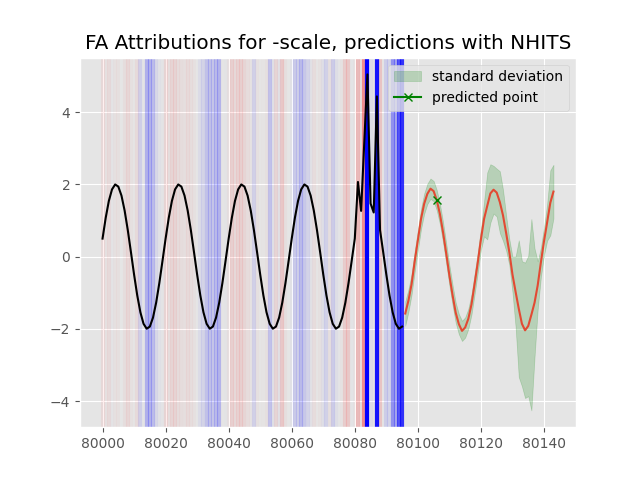 FA Attributions for -scale, predictions with NHITS
standard deviation
predicted point
4
2
0
−2
−4
80000 80020 80040 80060 80080 80100 80120 80140